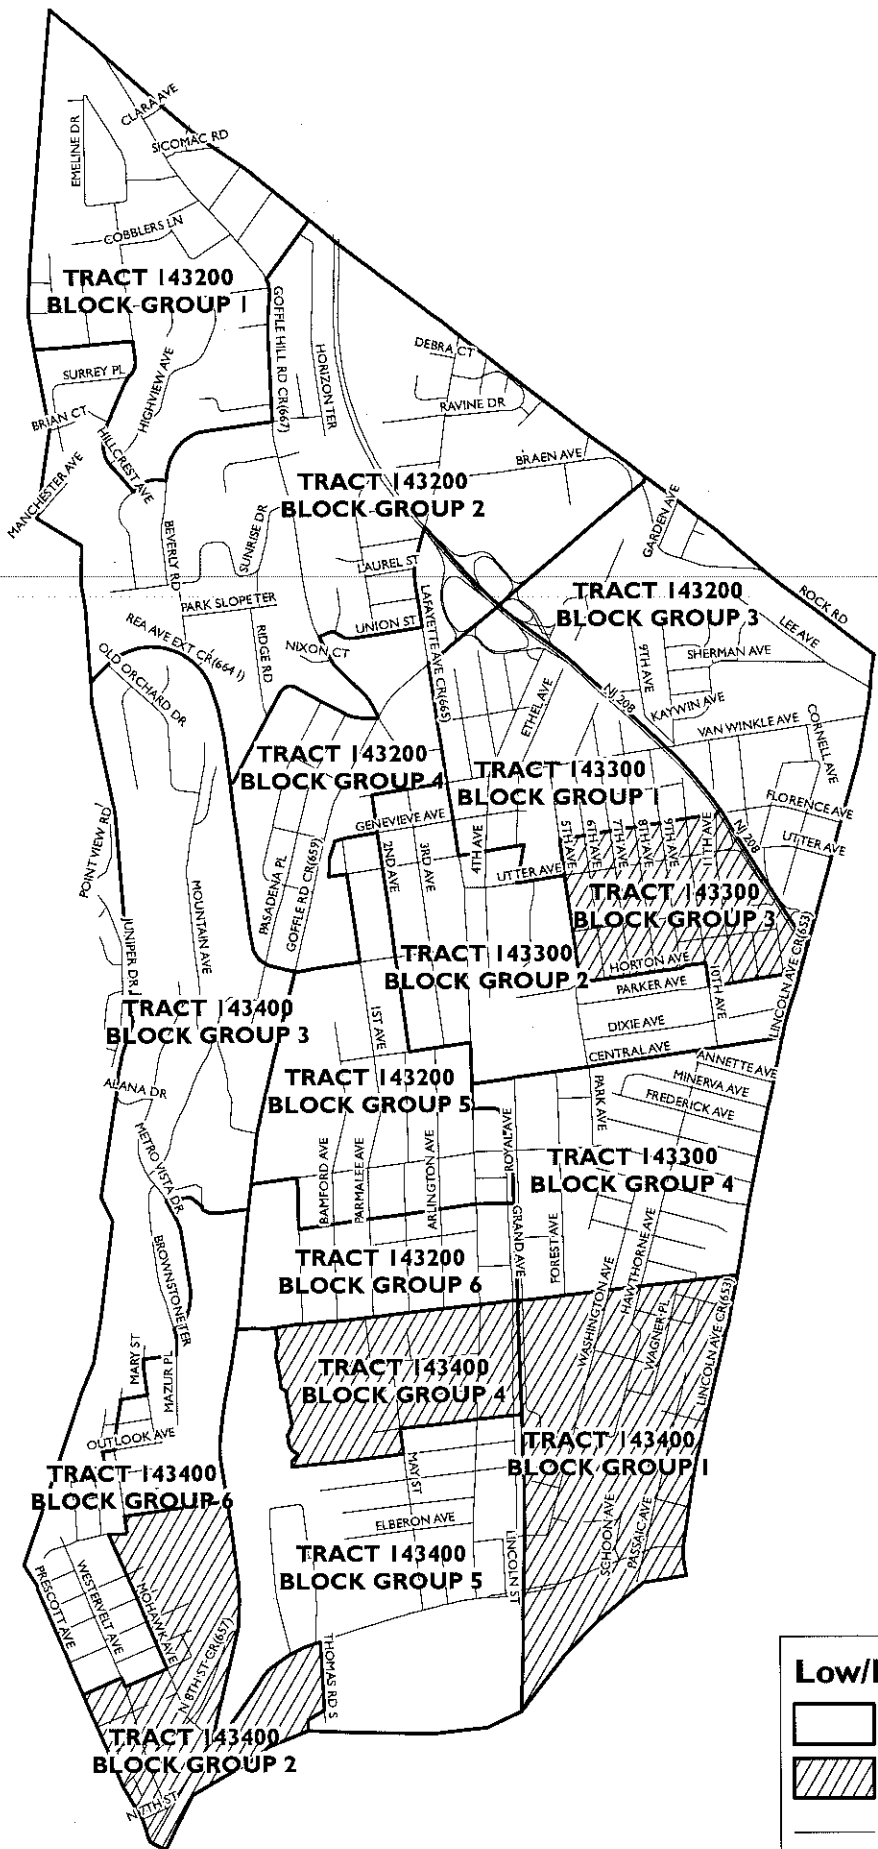 CLARA AVE
SICOMAC RD
EMELINE DR
COBBLERS LN
TRACT 143200
BLOCK GROUP 1
GOFFLE HILL RD CR(667)
HORIZON TER
DEBRA CT
SURREY PL
HIGHVIEW AVE
RAVINE DR
BRIAN CT
HILLCREST AVE
MANCHESTER AVE
BRAEN AVE
TRACT 143200
BLOCK GROUP 2
GARDEN AVE
BEVERLY RD
SUNRISE DR
LAUREL ST
TRACT 143200
BLOCK GROUP 3
ROCK RD
PARK SLOPETER
LAFAYETTE AVE CR(665)
UNION ST
LEE AVE
REA AVE EXT CR(664 1)
RIDGE RD
NIXON CT
9TH AVE
SHERMAN AVE
OLD ORCHARD DR
ETHEL AVE
NJ 208
KAYWIN AVE
VAN WINKLE AVE
CORNELL AVE
TRACT 143200
BLOCK GROUP 4
TRACT 143300
BLOCK GROUP 1
GENEVIEVE AVE
FLORENCE AVE
POINT VIEW RD
PASADENA PL
GOFFLE RD CR(659)
2ND AVE
3RD AVE
4TH AVE
5TH AVE
6TH AVE
7TH AVE
8TH AVE
9TH AVE
11TH AVE
NJ 208
UTTER AVE
UTTER AVE
TRACT 143300
BLOCK GROUP 3
MOUNTAIN AVE
JUNIPER DR
TRACT 143300
BLOCK GROUP 2
HORTON AVE
PARKER AVE
10TH AVE
LINCOLN AVE CR(653)
TRACT 143400
BLOCK GROUP 3
1ST AVE
DIXIE AVE
CENTRAL AVE
ANNETTE AVE
TRACT 143200
BLOCK GROUP 5
MINERVA AVE
ALANA DR
FREDERICK AVE
PARK AVE
METRO VISTA DR
BAMFORD AVE
PARMALEE AVE
ARLINGTON AVE
ROYAL AVE
TRACT 143300
BLOCK GROUP 4
BROWNSTONE TER
GRAND AVE
FOREST AVE
HAWTHORNE AVE
TRACT 143200
BLOCK GROUP 6
WASHINGTON AVE
WAGNER PL
LINCOLN AVE CR(653)
MARY ST
MAZUR PL
TRACT 143400
BLOCK GROUP 4
OUTLOOK AVE
TRACT 143400
BLOCK GROUP 1
TRACT 143400
BLOCK GROUP 6
MAY ST
ELBERON AVE
TRACT 143400
BLOCK GROUP 5
LINCOLN ST
SCHOON AVE
PASSAIC AVE
PRESCOTT AVE
WESTERVELT AVE
MOHAWK AVE
N 8TH ST CR(657)
THOMAS RD S
TRACT 143400
BLOCK GROUP 2
N 7TH ST